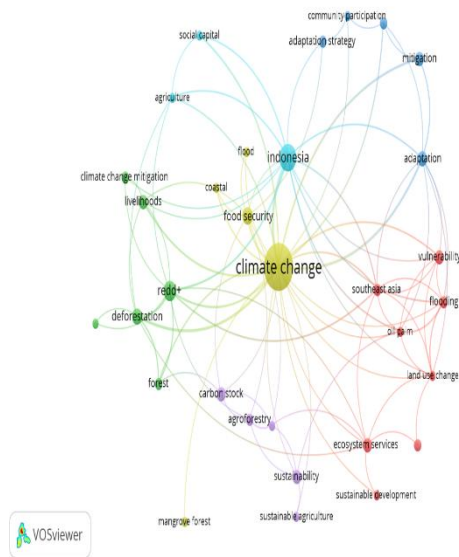 community participation
social capital
adaptation strategy
mitigation
agriculture
flood
indonesia
adaptation
climate change mitigation
coastal
livelihoods
food security
vulnerability
climate change
southeast asia
redd+
flooding
deforestation
oil palm
land use change
forest
carbon stock
agroforestry
ecosystem services
sustainability
sustainable development
mangrove forest
sustainable agriculture
VOSviewer